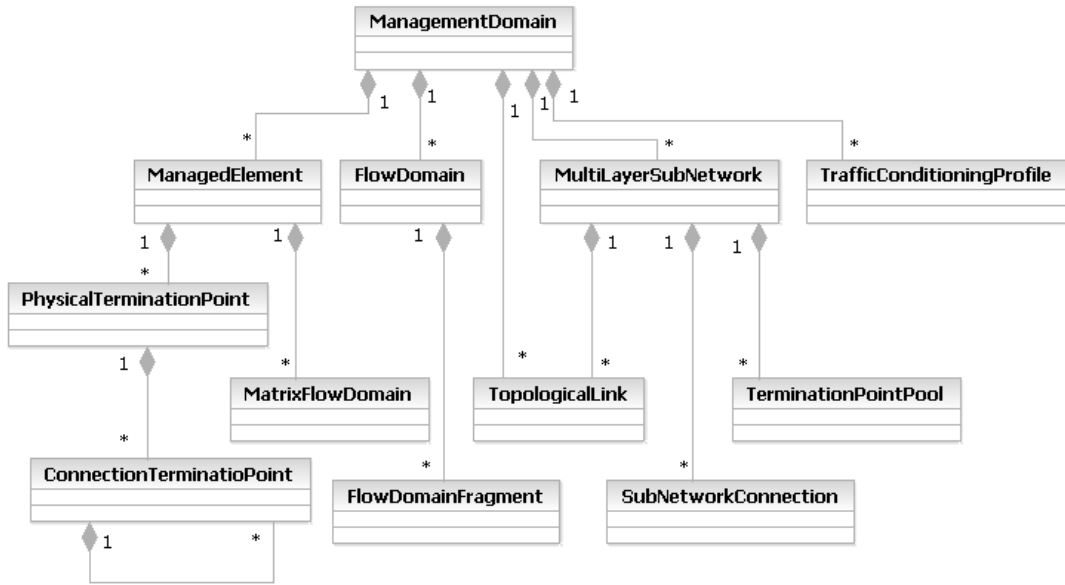 ManagementDomain
1 1 1 1 1
* * * *
ManagedElement FlowDomain MultiLayerSubNetwork TrafficConditioningProfile
1 1 1 1 1 1
*
PhysicalTerminationPoint
1 * * * *
MatrixFlowDomain TopologicalLink TerminationPointPool
*
ConnectionTerminatioPoint * *
FlowDomainFragment SubNetworkConnection
1 *